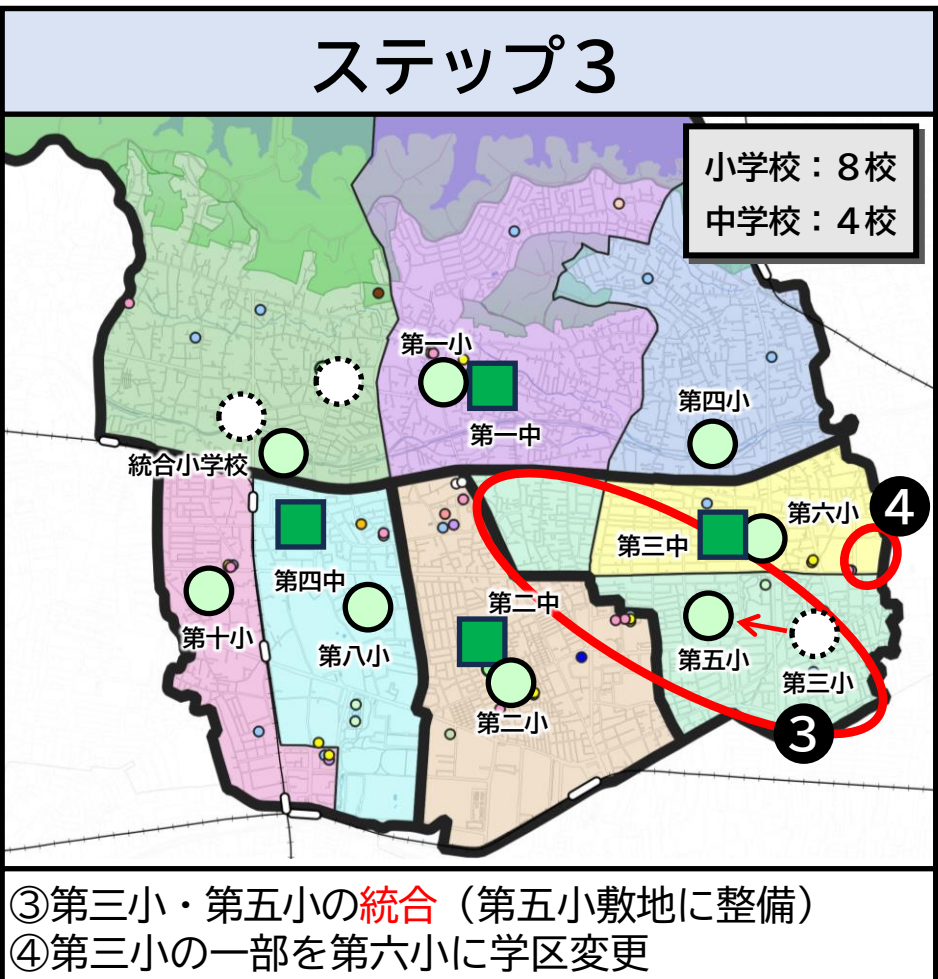 ステップ３
小学校：８校
中学校：４校
第一小
第一中
第四小
統合小学校
第六小
④
第三中
第四中
第二中
第十小
第八小
第五小
第三小
第二小
③
③第三小・第五小の統合（第五小敷地に整備）
④第三小の一部を第六小に学区変更